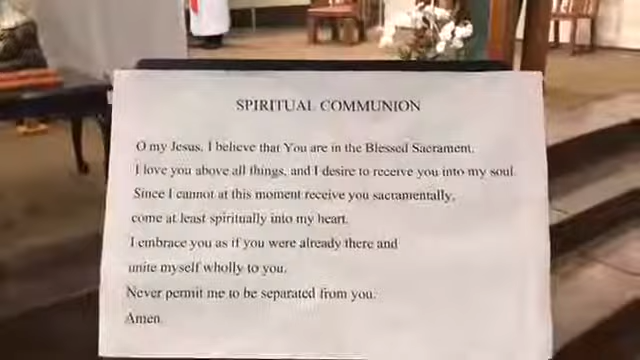 SPIRITUAL COMMUNION
O my Jesus, I believe that You are in the Blessed Sacrament.
I love you above all things, and I desire to receive you into my soul.
Since I cannot at this moment receive you sacramentally,
come at least spiritually into my heart.
I embrace you as if you were already there and
unite myself wholly to you.
Never permit me to be separated from you.
Amen.